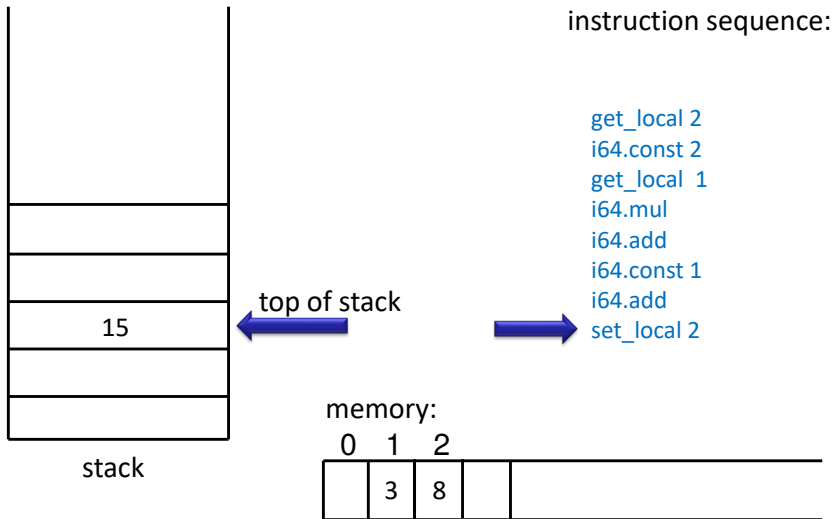 instruction sequence:
get_local 2
i64.const 2
get_local 1
i64.mul
i64.add
i64.const 1
i64.add
set_local 2
top of stack
15
stack
memory:
0 1 2
3 8